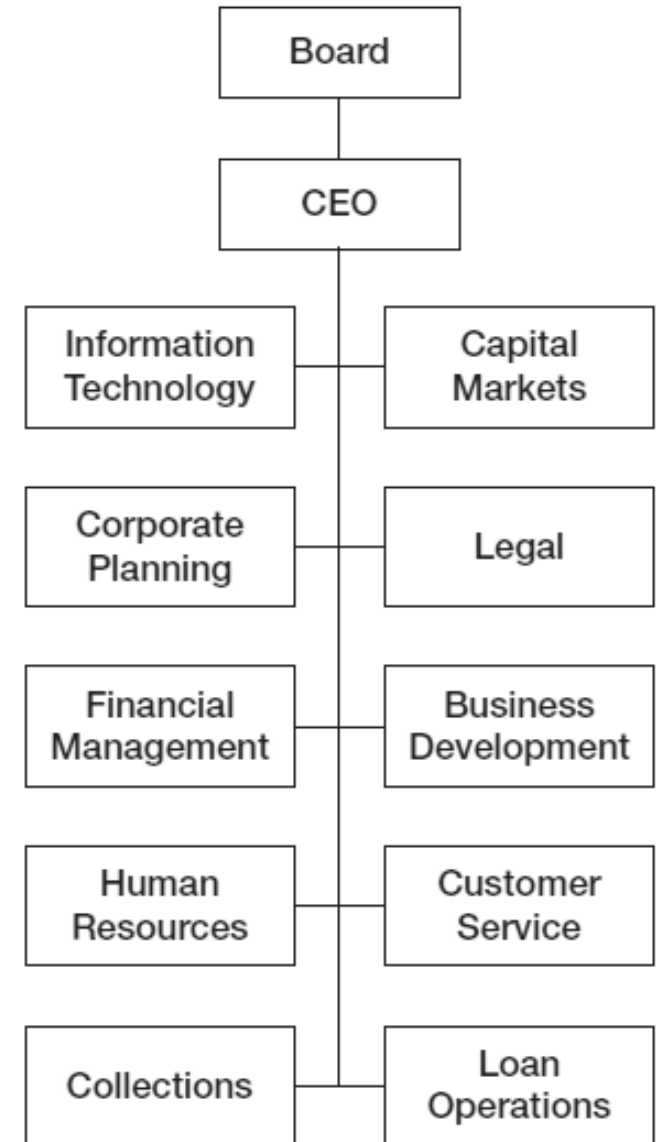 Board
CEO
Information
Technology
Capital
Markets
Corporate
Planning
Legal
Financial
Management
Business
Development
Human
Resources
Customer
Service
Collections
Loan
Operations